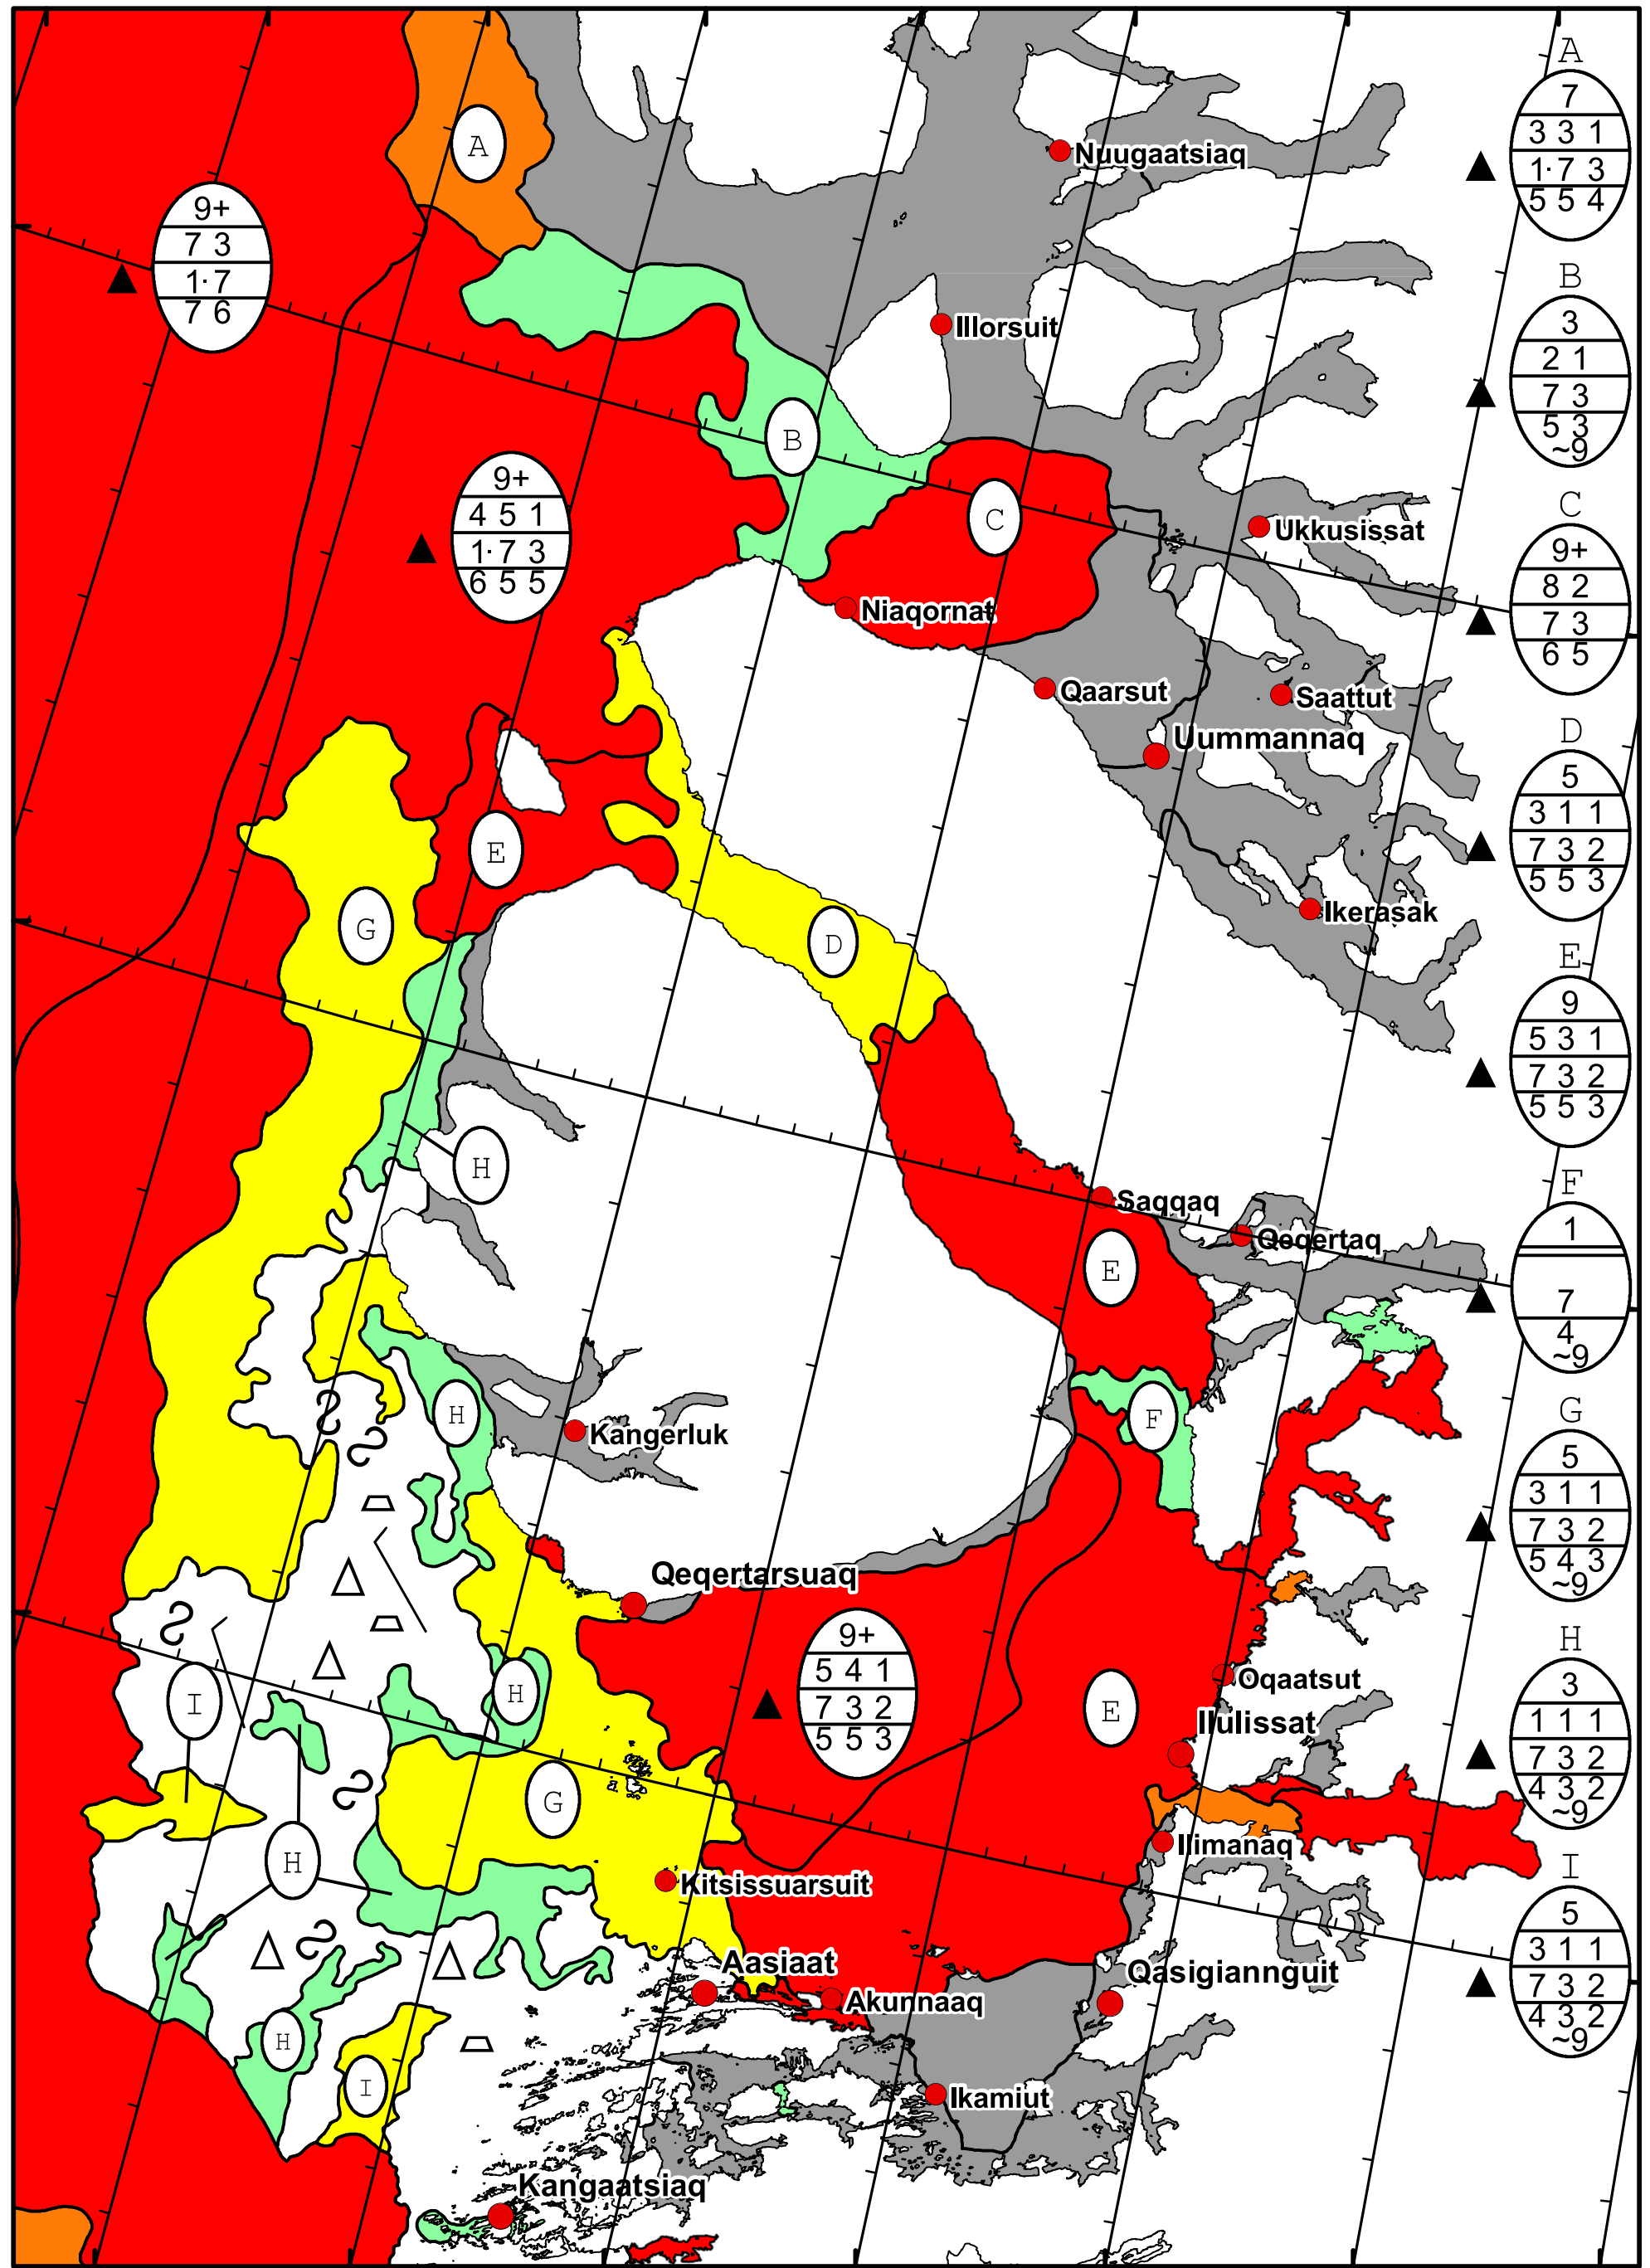 A
7
3 3 1
1· 7 3
5 5 4
A
Nuugaatsiaq
9+
7 3
1· 7
7 6
B
3
2 1
7 3
5 3
~9
Illorsuit
B
9+
4 5 1
1· 7 3
6 5 5
C
9+
8 2
7 3
6 5
C
Ukkusissat
Niaqornat
Qaarsut
Saattut
Uummannaq
D
5
3 1 1
7 3 2
5 5 3
E
G
D
Ikerasak
E
9
5 3 1
7 3 2
5 5 3
H
Saqqaq
Qeqertaq
E
F
1
7
4
~9
H
F
Kangerluk
G
5
3 1 1
7 3 2
5 4 3
~9
Qeqertarsuaq
9+
5 4 1
7 3 2
5 5 3
I
H
E
Oqaatsut
Ilulissat
H
3
1 1 1
7 3 2
4 3 2
~9
G
Ilimanaq
H
Kitsissuarsuit
I
5
3 1 1
7 3 2
4 3 2
~9
Aasiaat
Akunnaaq
Qasigiannguit
H
I
Ikamiut
Kangaatsiaq